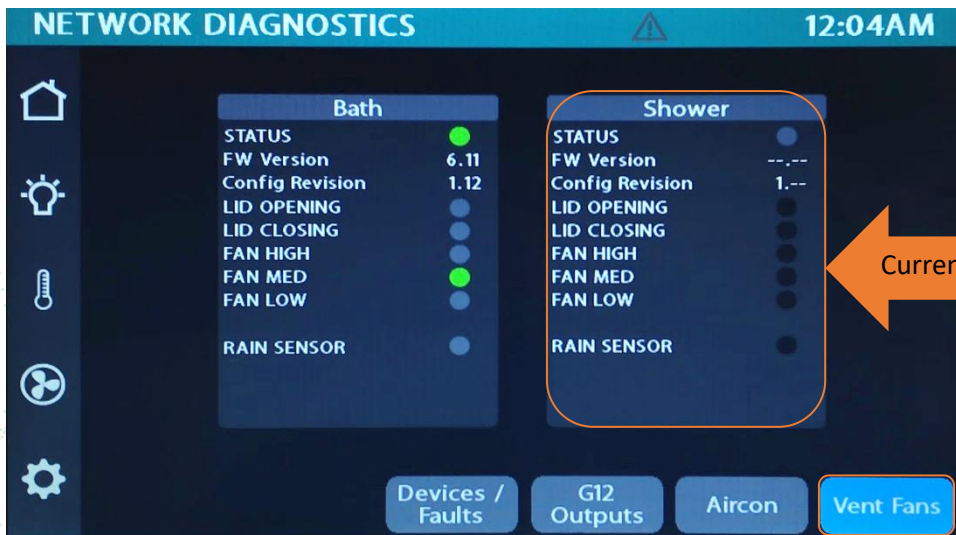 NETWORK DIAGNOSTICS 12:04AM
Bath
STATUS
FW Version 6.11
Config Revision 1.12
LID OPENING
LID CLOSING
FAN HIGH
FAN MED
FAN LOW
RAIN SENSOR
Shower
STATUS
FW Version --.--
Config Revision 1.--
LID OPENING
LID CLOSING
FAN HIGH
FAN MED
FAN LOW
RAIN SENSOR
Curren
Devices /
Faults
G12
Outputs
Aircon
Vent Fans